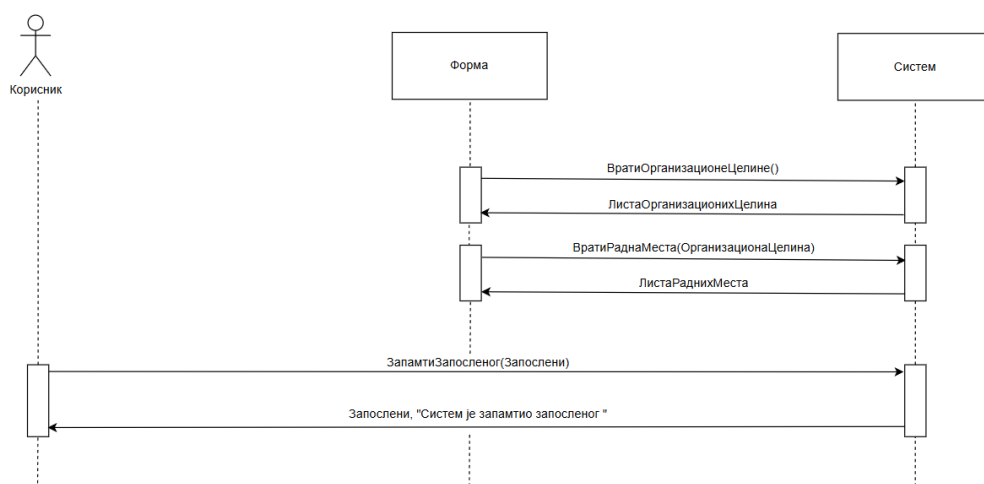 Корисник
Форма
Систем
ВратиОрганизационеЦелине()
ЛистаОрганизационихЦелина
ВратиРаднаМеста(ОрганизационаЦелина)
ЛистаРаднихМеста
ЗапамтиЗапосленог(Запослени)
Запослени, "Систем је запамтио запосленог "